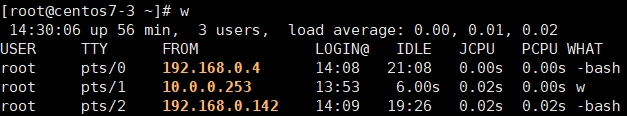 [root@centos7-3 ~]# w
 14:30:06 up 56 min,  3 users,  load average: 0.00, 0.01, 0.02
USER     TTY      FROM             LOGIN@   IDLE   JCPU   PCPU WHAT
root     pts/0    192.168.0.4      14:08   21:08   0.00s  0.00s -bash
root     pts/1    10.0.0.253       13:53    6.00s  0.02s  0.00s w
root     pts/2    192.168.0.142    14:09   19:26   0.02s  0.02s -bash